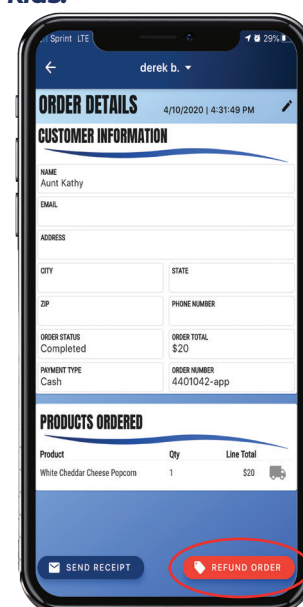 kids.
Sprint LTE 29%
derek b.
ORDER DETAILS 4/10/2020 | 4:31:49 PM
CUSTOMER INFORMATION
NAME
Aunt Kathy
EMAIL
ADDRESS
CITY STATE
ZIP PHONE NUMBER
ORDER STATUS ORDER TOTAL
Completed $20
PAYMENT TYPE ORDER NUMBER
Cash 4401042-app
PRODUCTS ORDERED
Product Qty Line Total
White Cheddar Cheese Popcorn 1 $20
SEND RECEIPT REFUND ORDER